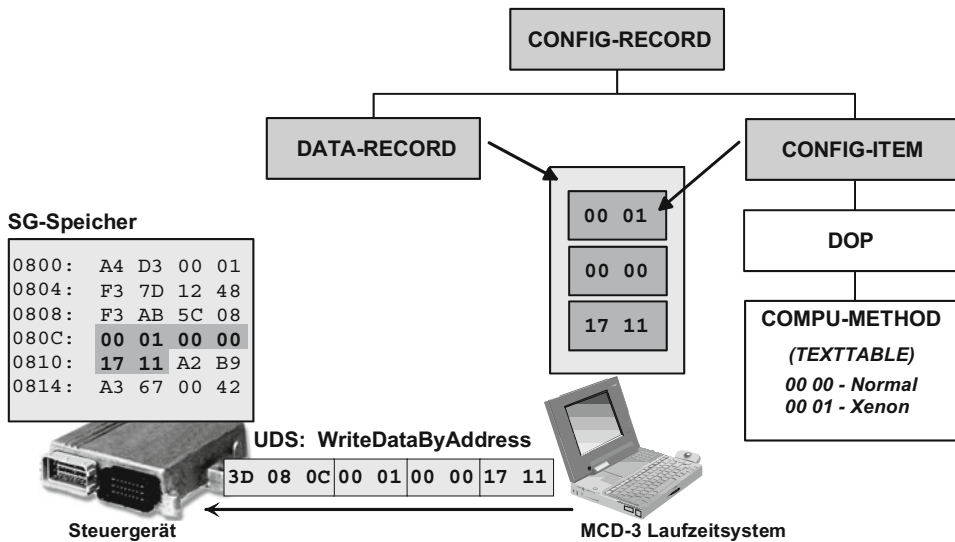 CONFIG-RECORD
DATA-RECORD
CONFIG-ITEM
00 01
00 00
17 11
DOP
COMPU-METHOD
(TEXTTABLE)
00 00 - Normal
00 01 - Xenon
SG-Speicher
0800: A4 D3 00 01
0804: F3 7D 12 48
0808: F3 AB 5C 08
080C: 00 01 00 00
0810: 17 11 A2 B9
0814: A3 67 00 42
UDS: WriteDataByAddress
3D 08 0C 00 01 00 00 17 11
Steuergerät
MCD-3 Laufzeitsystem